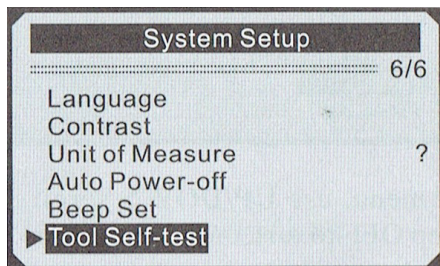 System Setup
6/6
Language
Contrast
Unit of Measure ?
Auto Power-off
Beep Set
Tool Self-test